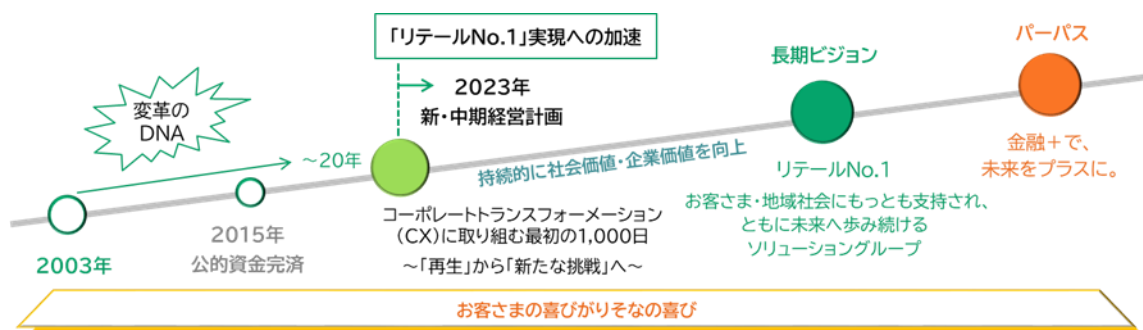 「リテールNo.1」実現への加速
パーパス
長期ビジョン
2023年
新・中期経営計画
変革の
DNA
～20年
持続的に社会価値・企業価値を向上
金融＋で、
未来をプラスに。
リテールNo.1
お客さま・地域社会にもっとも支持され、
ともに未来へ歩み続ける
ソリューショングループ
コーポレートトランスフォーメーション
（CX）に取り組む最初の1,000日
～「再生」から「新たな挑戦」へ～
2015年
公的資金完済
2003年
お客さまの喜びがりそなの喜び